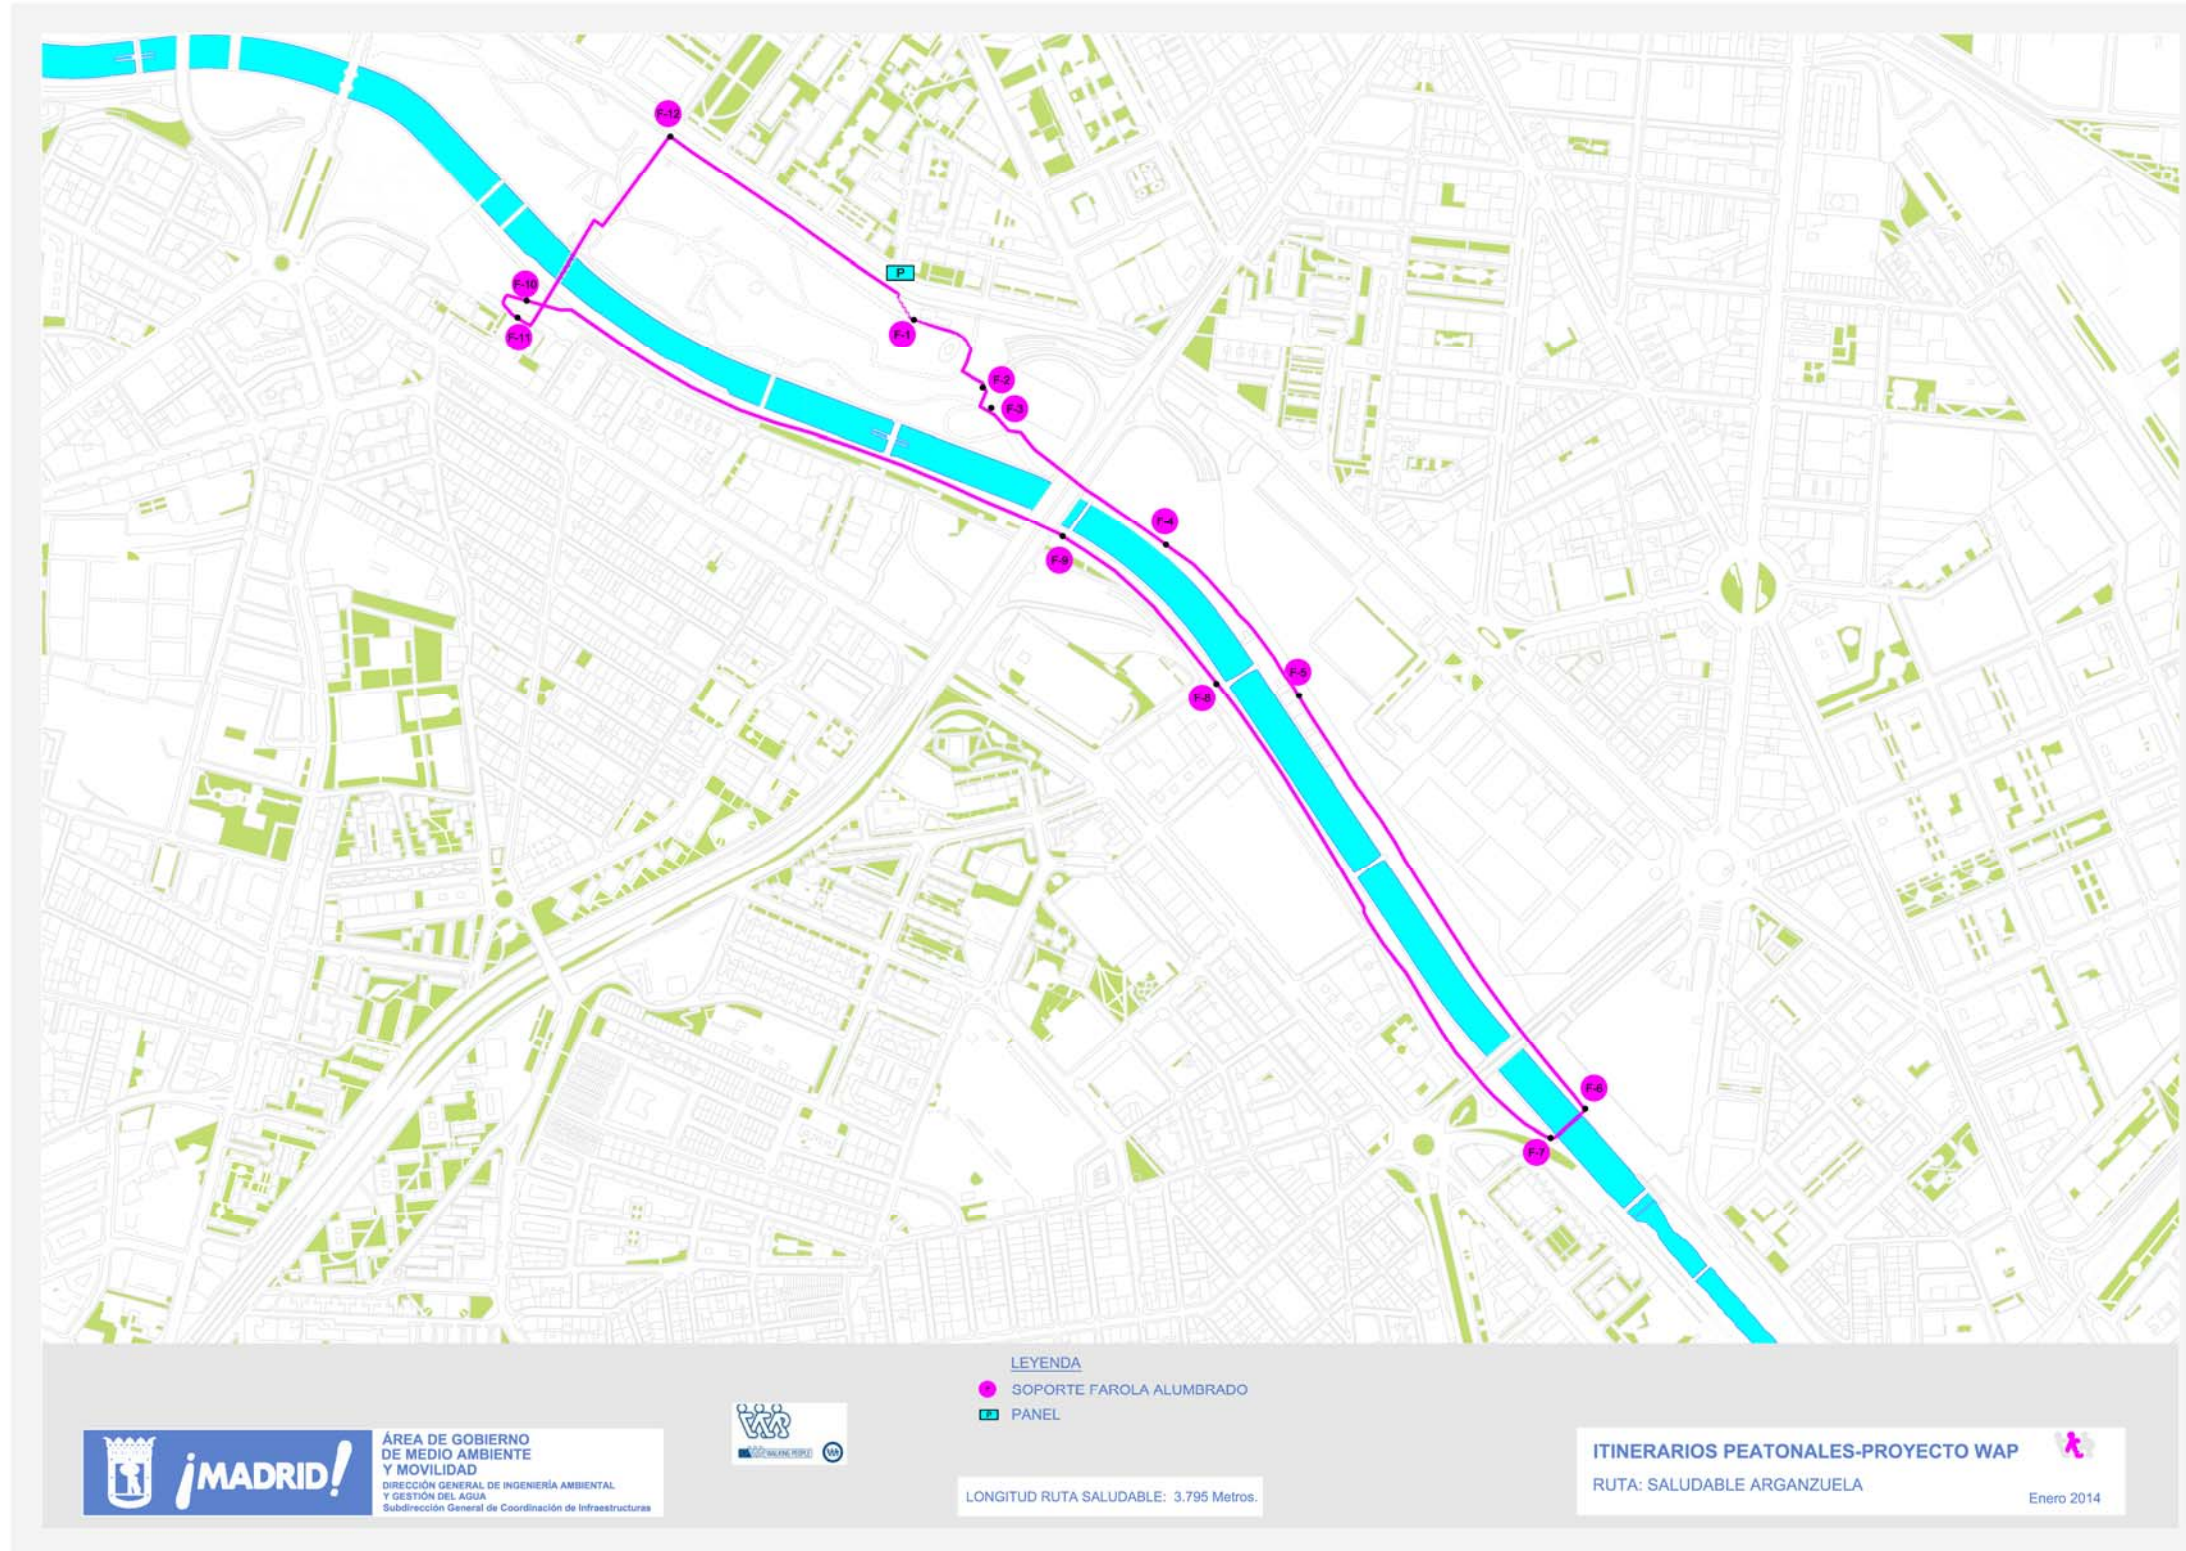 F-12
P
F-10
F-11
F-1
F-2
F-3
F-4
F-9
F-5
F-8
F-6
F-7
LEYENDA
SOPORTE FAROLA ALUMBRADO
P PANEL
¡MADRID!
ÁREA DE GOBIERNO
DE MEDIO AMBIENTE
Y MOVILIDAD
DIRECCIÓN GENERAL DE INGENIERÍA AMBIENTAL
Y GESTIÓN DEL AGUA
Subdirección General de Coordinación de Infraestructuras
WALKING PEOPLE
LONGITUD RUTA SALUDABLE: 3.795 Metros.
ITINERARIOS PEATONALES-PROYECTO WAP
RUTA: SALUDABLE ARGANZUELA
Enero 2014